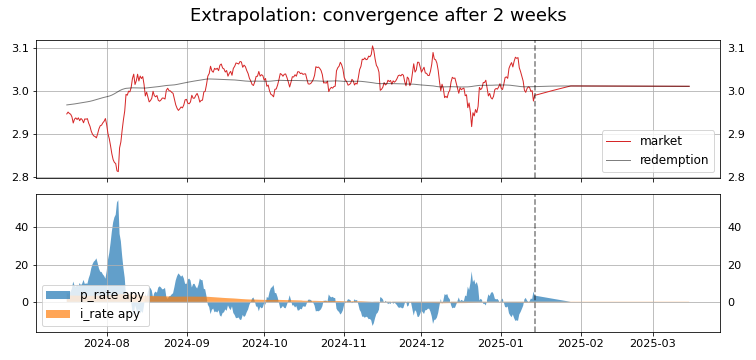 Extrapolation: convergence after 2 weeks
3.1 3.1
3.0 3.0
2.9 2.9
2.8 2.8
market
redemption
40 40
20 20
0 0
p_rate apy
i_rate apy
2024-08 2024-09 2024-10 2024-11 2024-12 2025-01 2025-02 2025-03